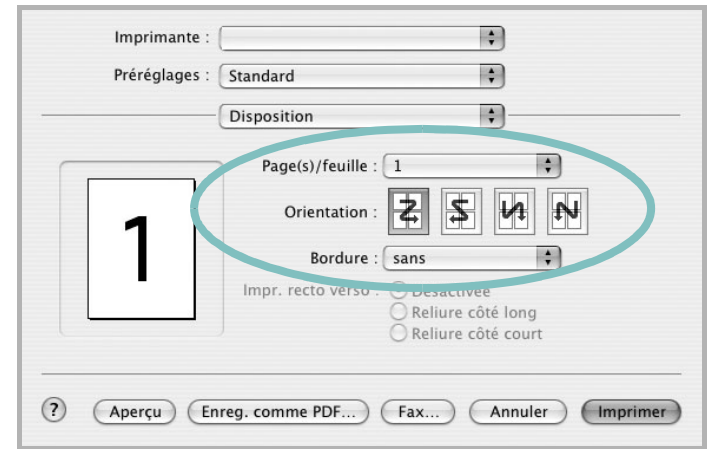 Imprimante :
Préréglages : Standard
Disposition
Page(s)/feuille : 1
Orientation :
Bordure : sans
Impr. recto verso : Désactivée
Reliure côté long
Reliure côté court
1
? Aperçu Enreg. comme PDF... Fax... Annuler Imprimer